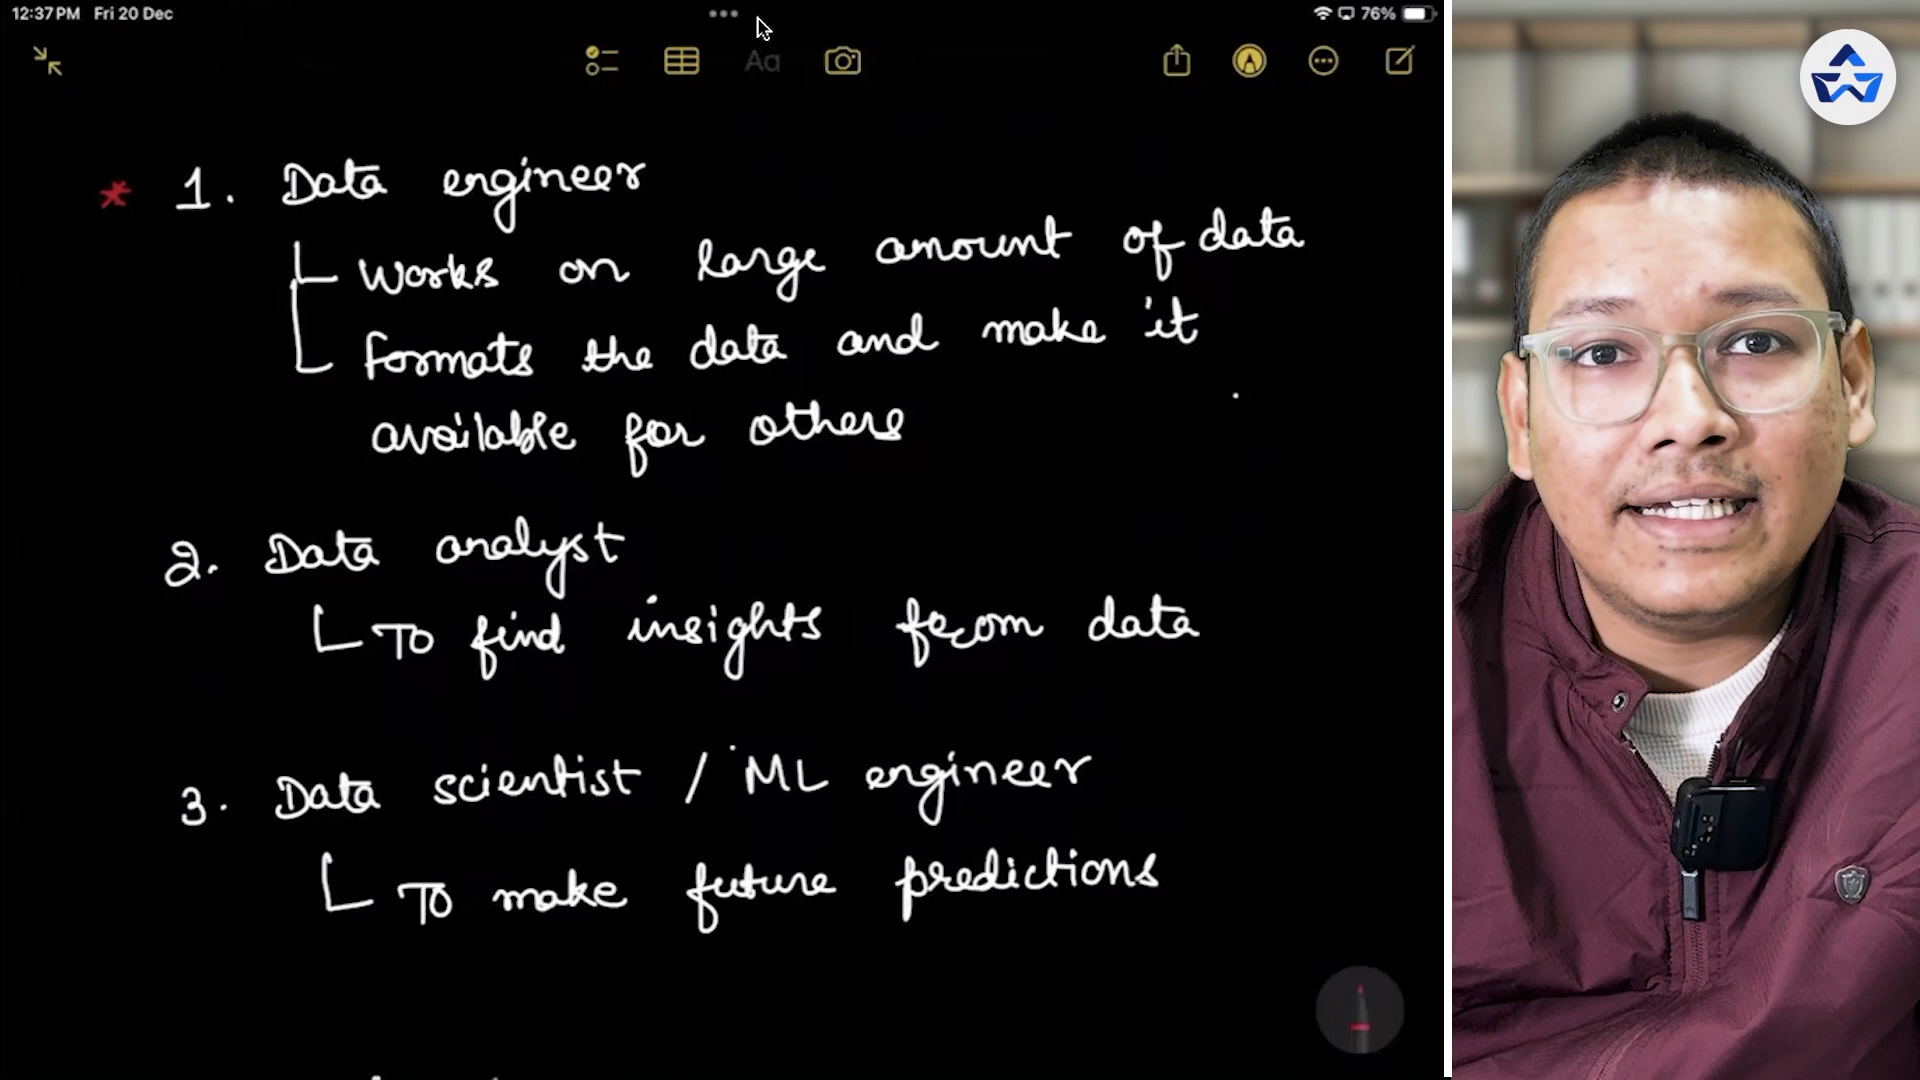 12:37 PM Fri 20 Dec
76%
Aa
* 1. Data engineer
Works on large amount of data
formats the data and make it
available for others
2. Data analyst
To find insights from data
3. Data scientist / ML engineer
To make future predictions